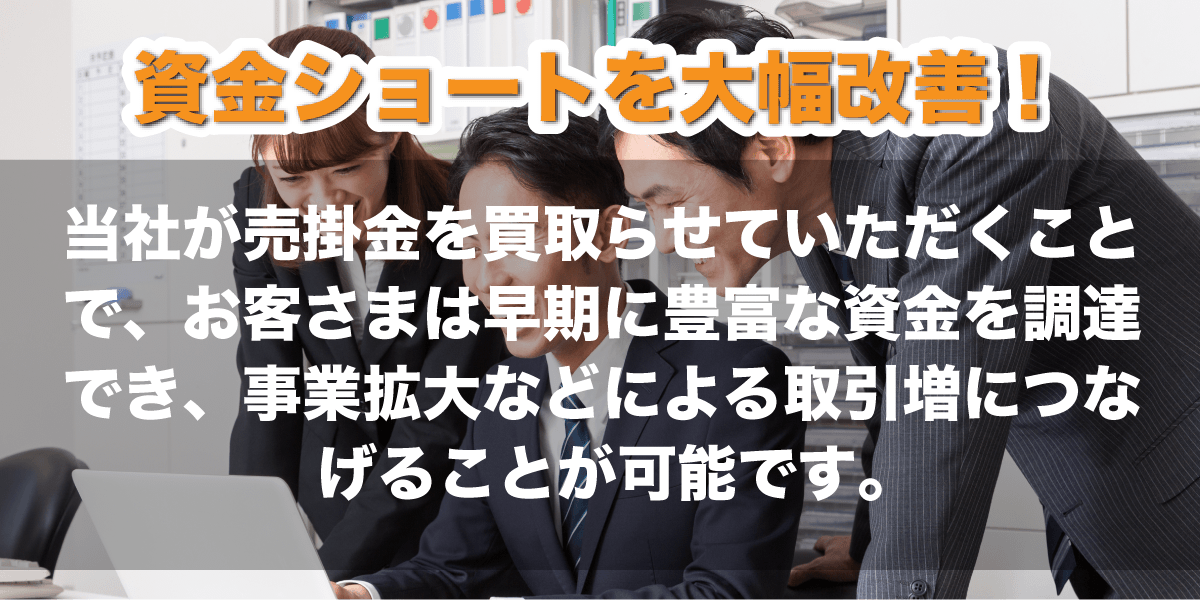 資金ショートを大幅改善！
当社が売掛金を買取らせていただくこと
で、お客さまは早期に豊富な資金を調達
でき、事業拡大などによる取引増につな
げることが可能です。